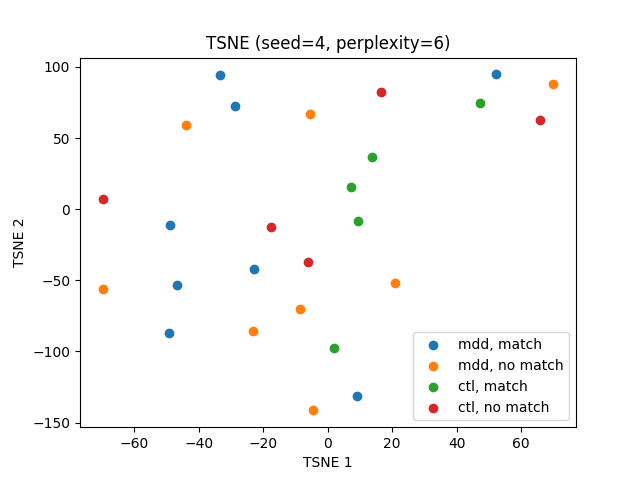 TSNE (seed=4, perplexity=6)
100
50
0
−50
−100
−150
TSNE 2
−60
−40
−20
0
20
40
60
TSNE 1
mdd, match
mdd, no match
ctl, match
ctl, no match